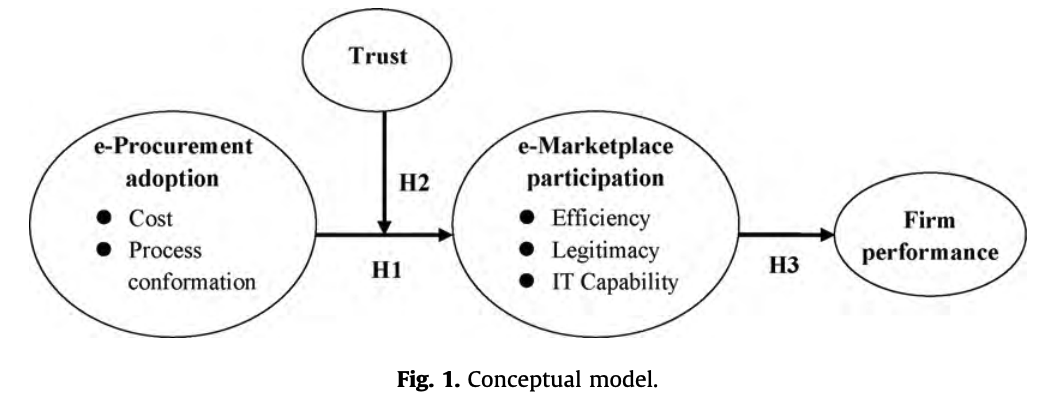 Trust
e-Procurement
adoption
● Cost
● Process
conformation
H2
H1
e-Marketplace
participation
● Efficiency
● Legitimacy
● IT Capability
H3
Firm
performance
Fig. 1. Conceptual model.